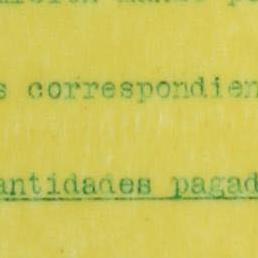 s correspondien
antidades pagad